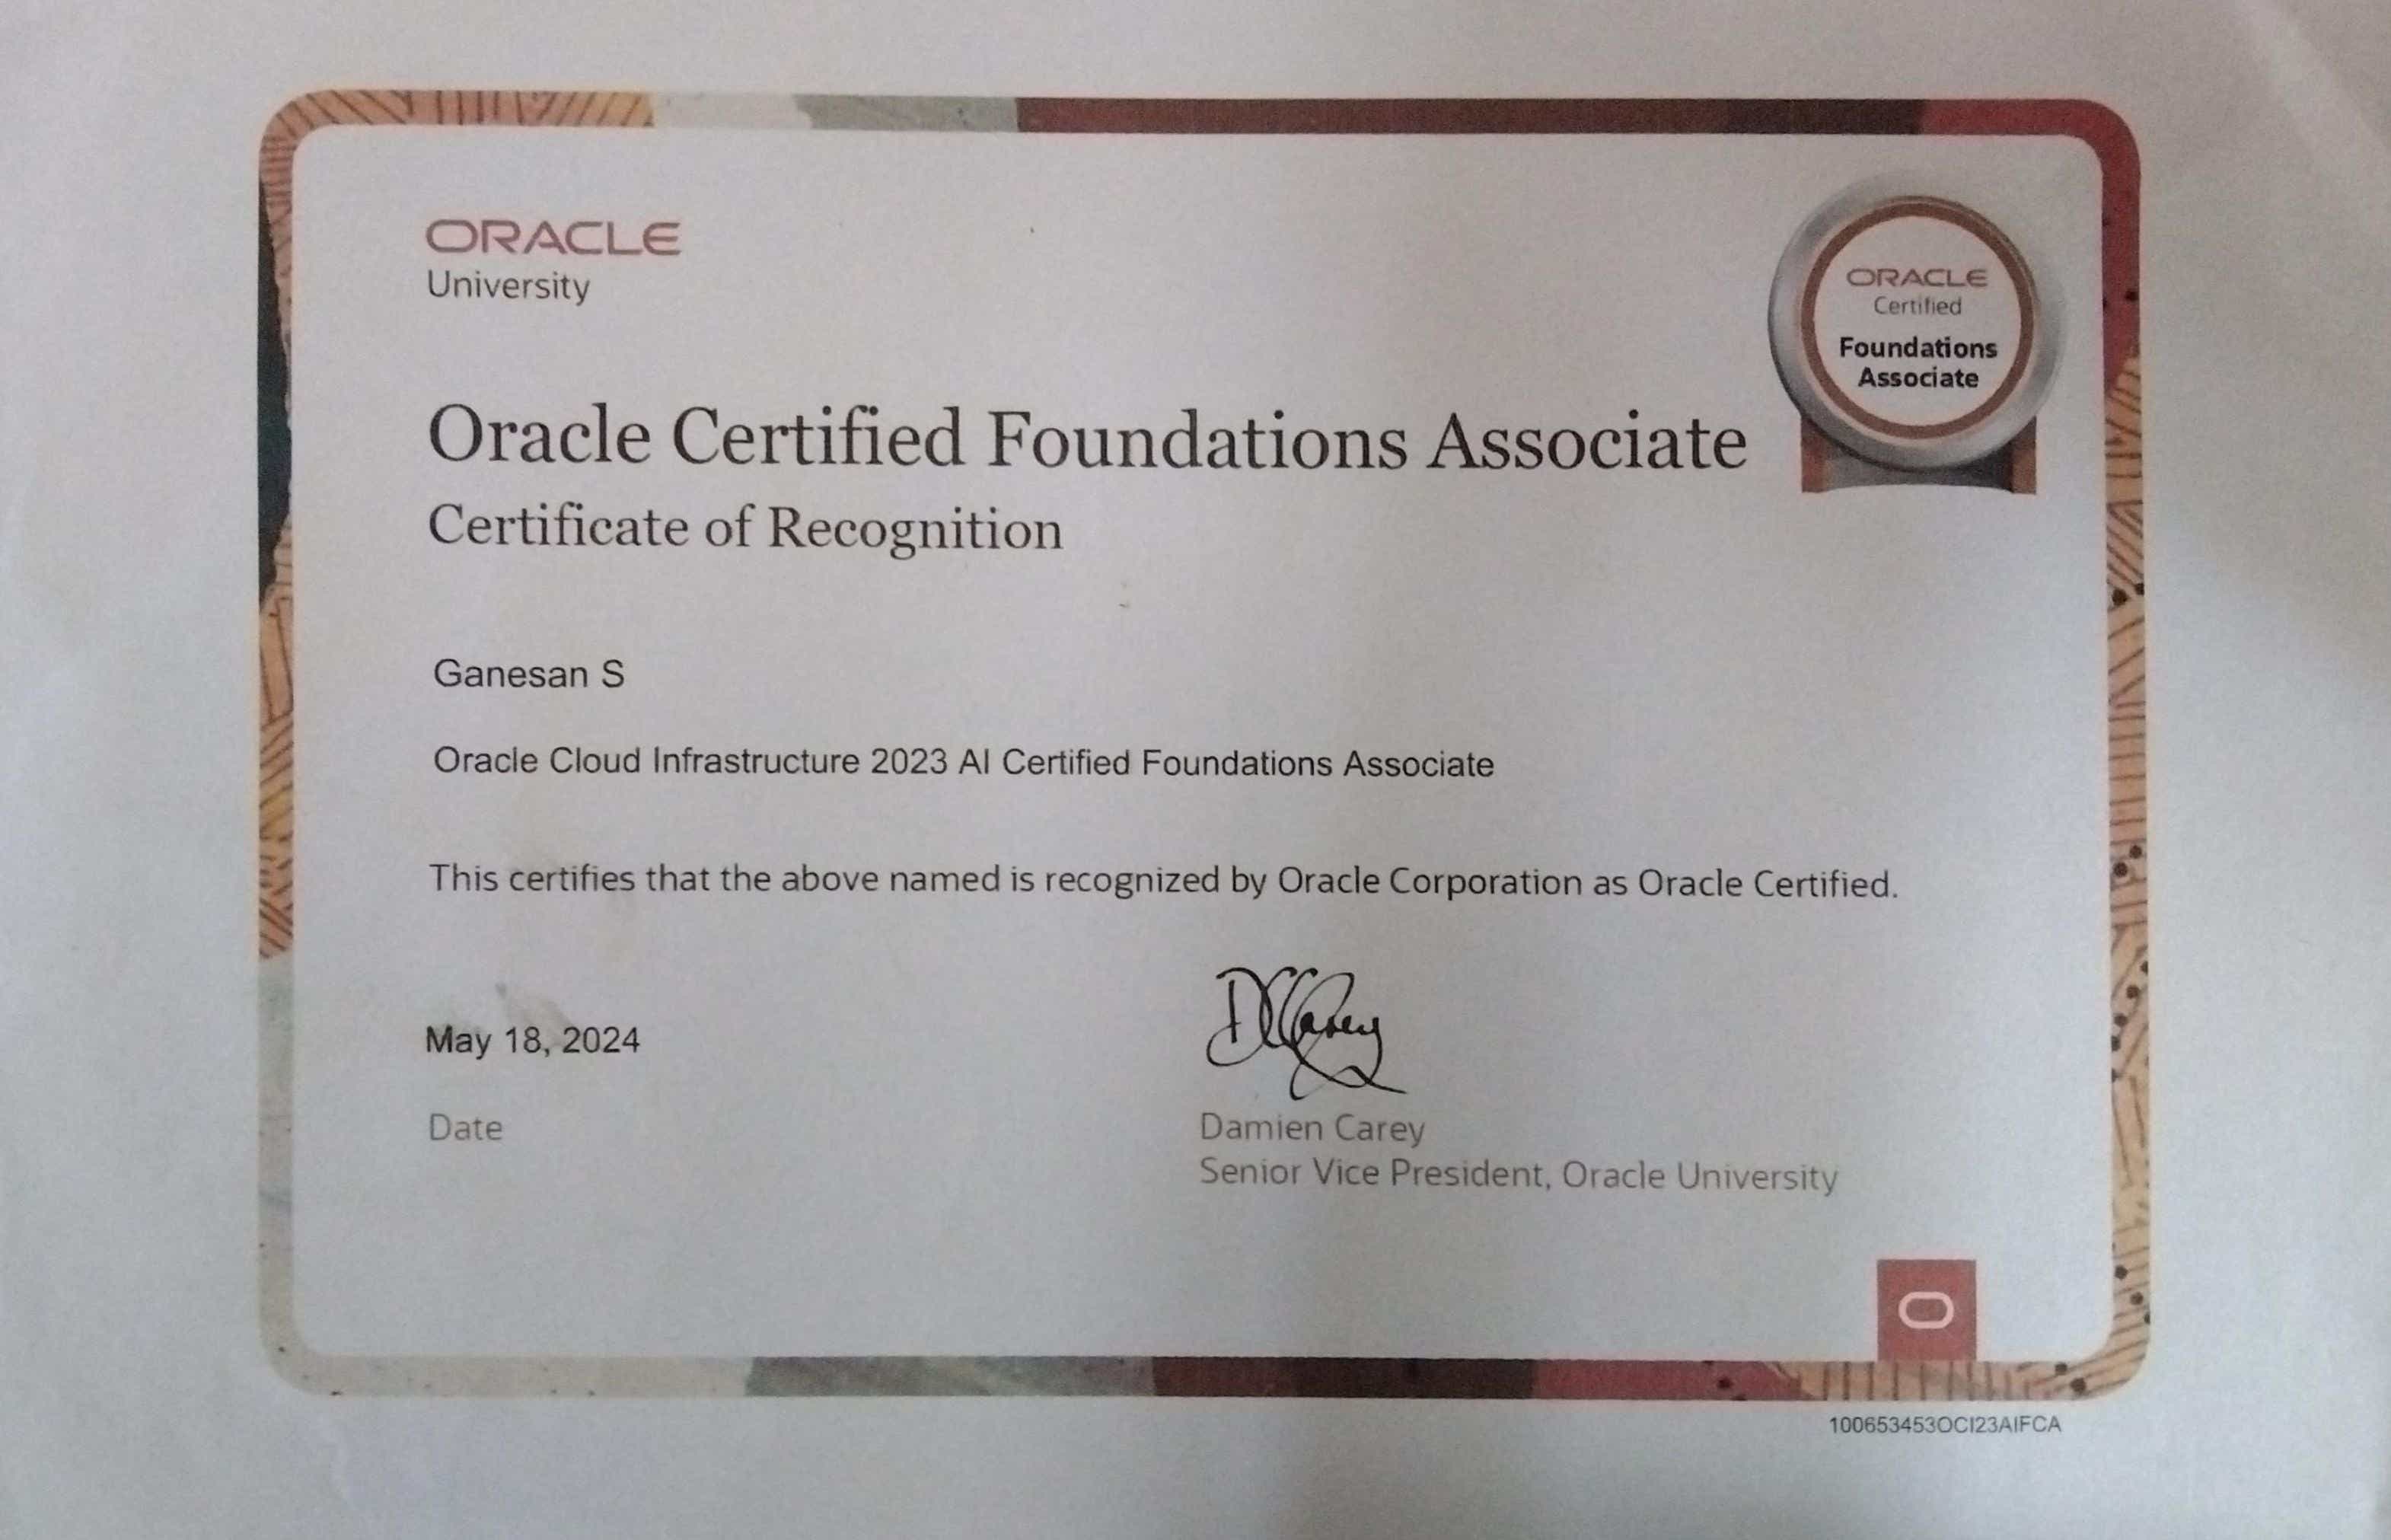 ORACLE
University
ORACLE
Certified
Foundations
Associate
Oracle Certified Foundations Associate
Certificate of Recognition
Ganesan S
Oracle Cloud Infrastructure 2023 AI Certified Foundations Associate
This certifies that the above named is recognized by Oracle Corporation as Oracle Certified.
May 18, 2024
DCCarey
Date
Damien Carey
Senior Vice President, Oracle University
100653453OCI23AIFCA